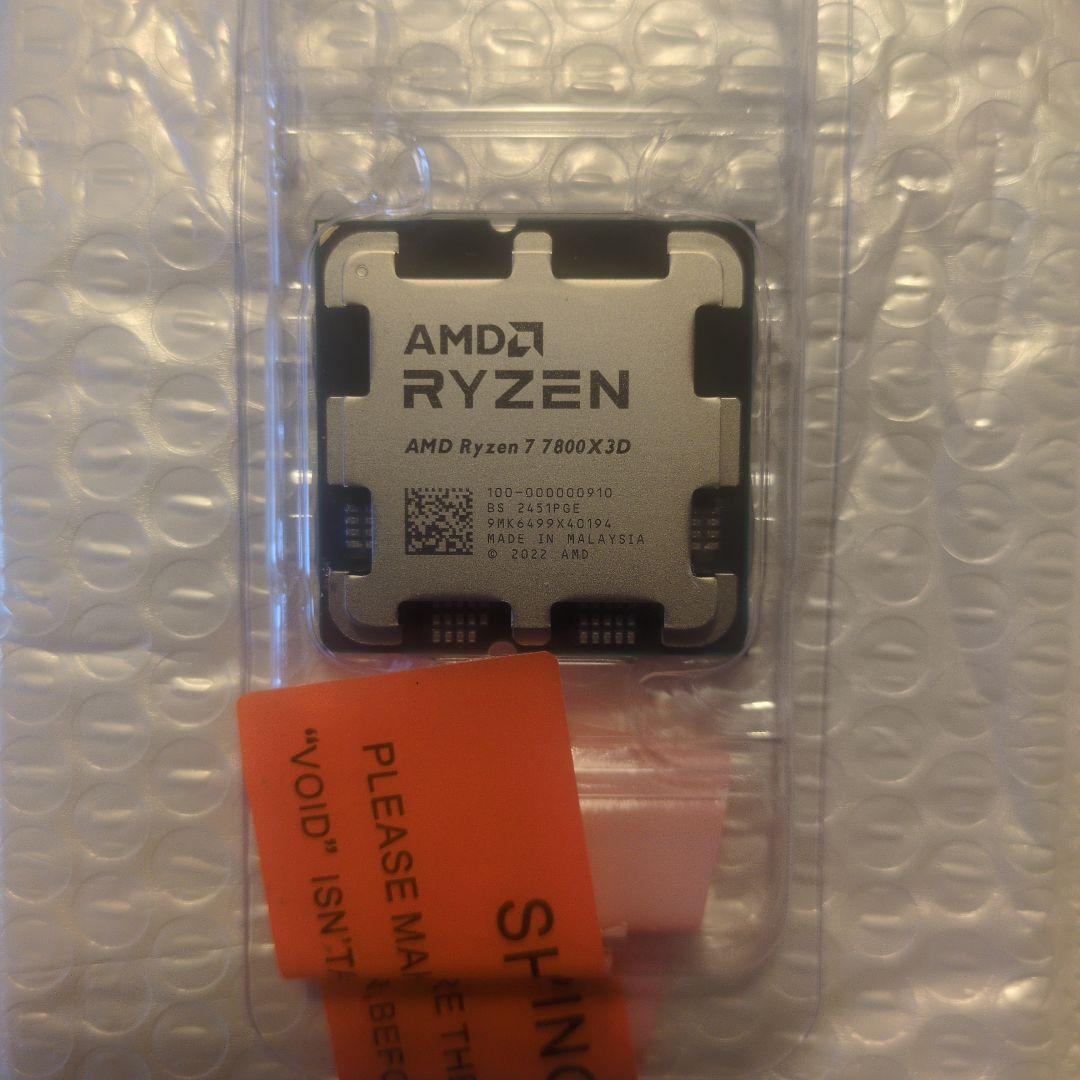 AMD
RYZEN
AMD Ryzen 7 7800X3D
100-000000910
BS 2451PGE
9MK6499X40194
MADE IN MALAYSIA
© 2022 AMD
PLEASE
"VOID" ISN'T